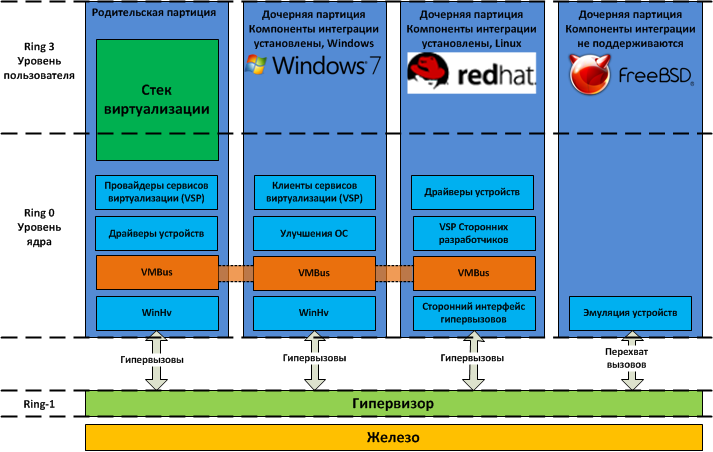 Ring 3
Уровень
пользователя
Родительская партиция
Стек
виртуализации
Дочерняя партиция
Компоненты интеграции
установлены, Windows
Windows 7
Дочерняя партиция
Компоненты интеграции
установлены, Linux
redhat.
Дочерняя партиция
Компоненты интеграции
не поддерживаются
FreeBSD®
Ring 0
Уровень
ядра
Провайдеры сервисов
виртуализации (VSP)
Драйверы устройств
VMBus
WinHv
Клиенты сервисов
виртуализации (VSP)
Улучшения ОС
VMBus
WinHv
Драйверы устройств
VSP Сторонних
разработчиков
VMBus
Сторонний интерфейс
гипервызовов
Эмуляция устройств
Гипервызовы
Гипервызовы
Гипервызовы
Перехват
вызовов
Ring-1
Гипервизор
Железо